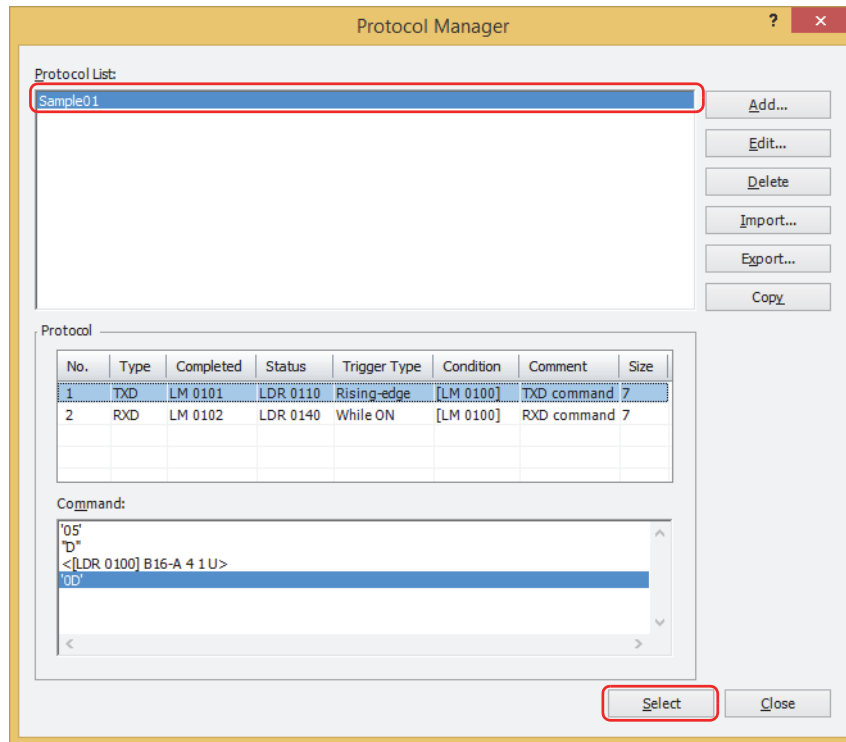 Protocol Manager
? ×
Protocol List:
Sample01
Add...
Edit...
Delete
Import...
Export...
Copy
Protocol
No. Type Completed Status Trigger Type Condition Comment Size
1 TXD LM 0101 LDR 0110 Rising-edge [LM 0100] TXD command 7
2 RXD LM 0102 LDR 0140 While ON [LM 0100] RXD command 7
Command:
'05'
"D"
<[LDR 0100] B16-A 4 1 U>
'0D'
Select Close